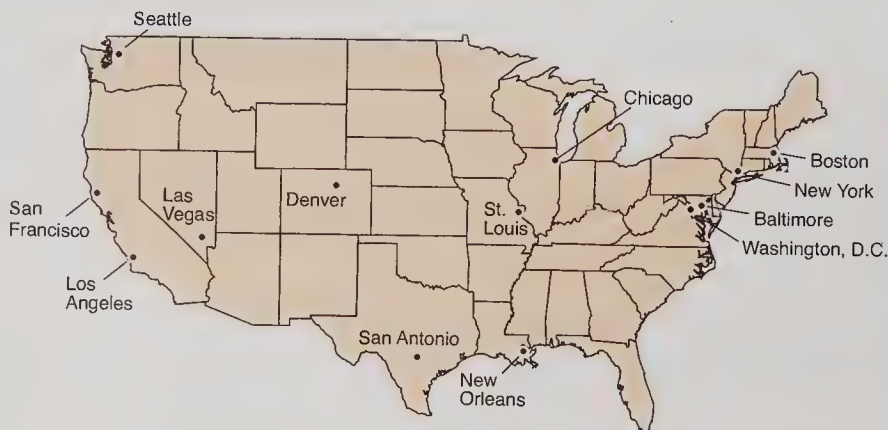 Seattle
Chicago
Boston
New York
Baltimore
Washington, D.C.
San
Francisco
Las
Vegas
Denver
St.
Louis
Los
Angeles
San Antonio
New
Orleans